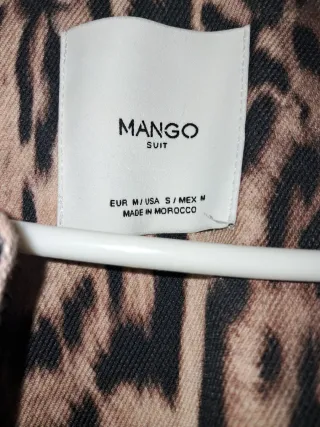 MANGO
SUIT
EUR M / USA S / MEX M
MADE IN MOROCCO